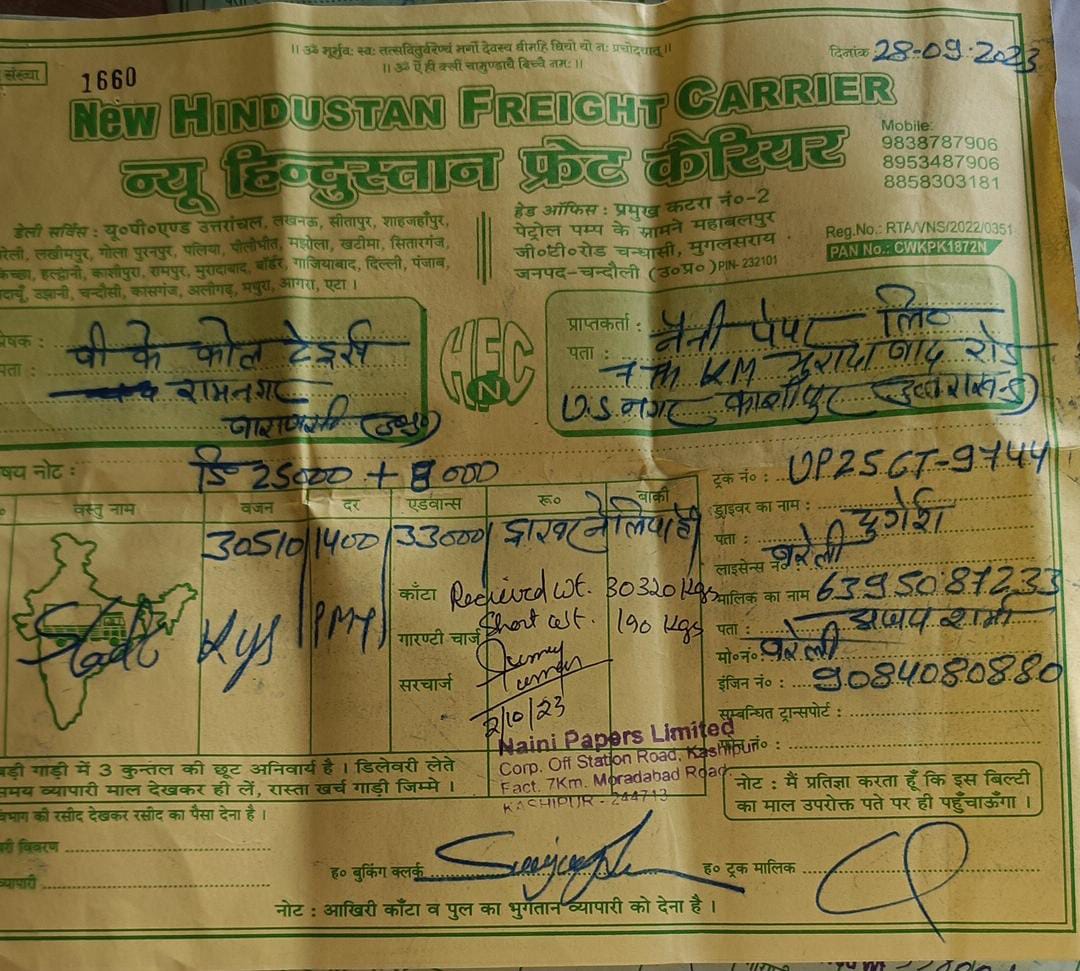 || ॐ भूर्भुवः स्वः तत्सवितुर्वरेण्यं भर्गो देवस्य धीमहि धियो यो नः प्रचोदयात् ||
|| ॐ ऐं ह्रीं क्लीं चामुण्डायै विच्चै नमः ||
दिनांक 28-09-2023
संख्या 1660
New HINDUSTAN FREIGHT CARRIER
न्यू हिन्दुस्तान फ्रेट कैरियर
Mobile:
9838787906
8953487906
8858303181
डेली सर्विस : यू०पी०एण्ड उत्तरांचल, लखनऊ, सीतापुर, शाहजहाँपुर,
रेली, लखीमपुर, गोला पुरनपुर, पलिया, पीलीभीत, मझोला, खटीमा, सितारगंज,
कच्छा, हल्द्वानी, काशीपुरा, रामपुर, मुरादाबाद, बॉर्डर, गाजियाबाद, दिल्ली, पंजाब,
दायूँ, उझानी, चन्दौसी, कासगंज, अलीगढ़, मथुरा, आगरा, एटा ।
हेड ऑफिस : प्रमुख कटरा नं०-2
पेट्रोल पम्प के सामने महाबलपुर
जी०टी०रोड चन्धासी, मुगलसराय
जनपद-चन्दौली (उ०प्र०) PIN- 232101
Reg.No.: RTA/VNS/2022/0351
PAN No.: CWKPK1872N
प्रेषक : वी के कोल ट्रेडर्स
पता : रामनगर
वाराणसी (उ०प्र०)
HFC
N
प्राप्तकर्ता : नैनी पेपर लि०
पता : 7th KM मुरादाबाद रोड
U.S नगर काशीपुर (उत्तराखण्ड)
षय नोट : डि 25000 + 8000
वस्तु नाम वजन दर एडवान्स रू० बाकी
30510 1400 33000 ने लिया है
Kgs PMT
काँटा Recieved wt. 30320 Kgs
गारण्टी चार्ज Short wt. 190 Kgs
सरचार्ज
2/10/23
Naini Papers Limited
Corp. Off Station Road, Kashipur
Fact. 7Km. Moradabad Road
KASHIPUR - 244713
ट्रक नं० : UP25CT-9744
ड्राइवर का नाम :
पता : बरेली
लाइसेन्स नं० 6395087233
मालिक का नाम अजय शर्मा
पता : बरेली
मो०नं०: 9084080880
इंजिन नं० :
सम्बन्धित ट्रान्सपोर्ट :
फोन नं० :
ड़ी गाड़ी में 3 कुन्तल की छूट अनिवार्य है । डिलेवरी लेते
समय व्यापारी माल देखकर ही लें, रास्ता खर्च गाड़ी जिम्मे ।
विभाग की रसीद देखकर रसीद का पैसा देना है ।
री विवरण
व्यापारी
नोट : मैं प्रतिज्ञा करता हूँ कि इस बिल्टी
का माल उपरोक्त पते पर ही पहुँचाऊँगा ।
ह० बुकिंग क्लर्क
ह० ट्रक मालिक
नोट : आखिरी काँटा व पुल का भुगतान व्यापारी को देना है ।